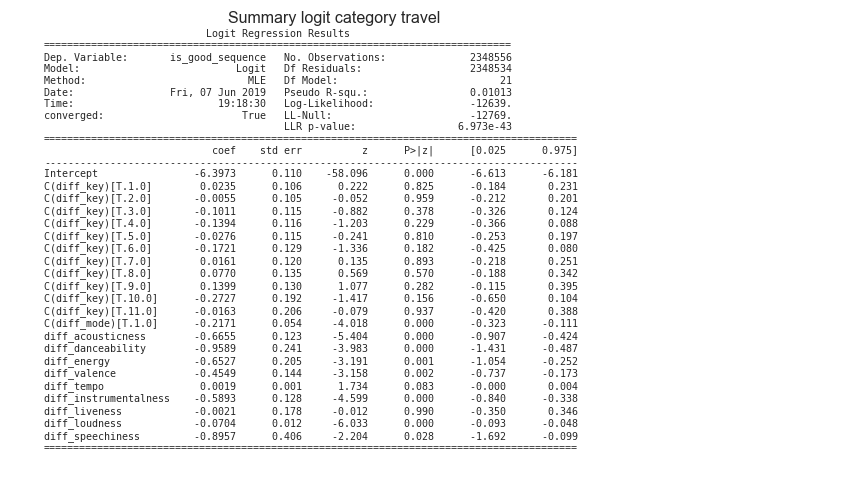 Summary logit category travel
Logit Regression Results
==============================================================================
Dep. Variable: is_good_sequence No. Observations: 2348556
Model: Logit Df Residuals: 2348534
Method: MLE Df Model: 21
Date: Fri, 07 Jun 2019 Pseudo R-squ.: 0.01013
Time: 19:18:30 Log-Likelihood: -12639.
converged: True LL-Null: -12769.
LLR p-value: 6.973e-43
=========================================================================================
coef std err z P>|z| [0.025 0.975]
-----------------------------------------------------------------------------------------
Intercept -6.3973 0.110 -58.096 0.000 -6.613 -6.181
C(diff_key)[T.1.0] 0.0235 0.106 0.222 0.825 -0.184 0.231
C(diff_key)[T.2.0] -0.0055 0.105 -0.052 0.959 -0.212 0.201
C(diff_key)[T.3.0] -0.1011 0.115 -0.882 0.378 -0.326 0.124
C(diff_key)[T.4.0] -0.1394 0.116 -1.203 0.229 -0.366 0.088
C(diff_key)[T.5.0] -0.0276 0.115 -0.241 0.810 -0.253 0.197
C(diff_key)[T.6.0] -0.1721 0.129 -1.336 0.182 -0.425 0.080
C(diff_key)[T.7.0] 0.0161 0.120 0.135 0.893 -0.218 0.251
C(diff_key)[T.8.0] 0.0770 0.135 0.569 0.570 -0.188 0.342
C(diff_key)[T.9.0] 0.1399 0.130 1.077 0.282 -0.115 0.395
C(diff_key)[T.10.0] -0.2727 0.192 -1.417 0.156 -0.650 0.104
C(diff_key)[T.11.0] -0.0163 0.206 -0.079 0.937 -0.420 0.388
C(diff_mode)[T.1.0] -0.2171 0.054 -4.018 0.000 -0.323 -0.111
diff_acousticness -0.6655 0.123 -5.404 0.000 -0.907 -0.424
diff_danceability -0.9589 0.241 -3.983 0.000 -1.431 -0.487
diff_energy -0.6527 0.205 -3.191 0.001 -1.054 -0.252
diff_valence -0.4549 0.144 -3.158 0.002 -0.737 -0.173
diff_tempo 0.0019 0.001 1.734 0.083 -0.000 0.004
diff_instrumentalness -0.5893 0.128 -4.599 0.000 -0.840 -0.338
diff_liveness -0.0021 0.178 -0.012 0.990 -0.350 0.346
diff_loudness -0.0704 0.012 -6.033 0.000 -0.093 -0.048
diff_speechiness -0.8957 0.406 -2.204 0.028 -1.692 -0.099
=========================================================================================